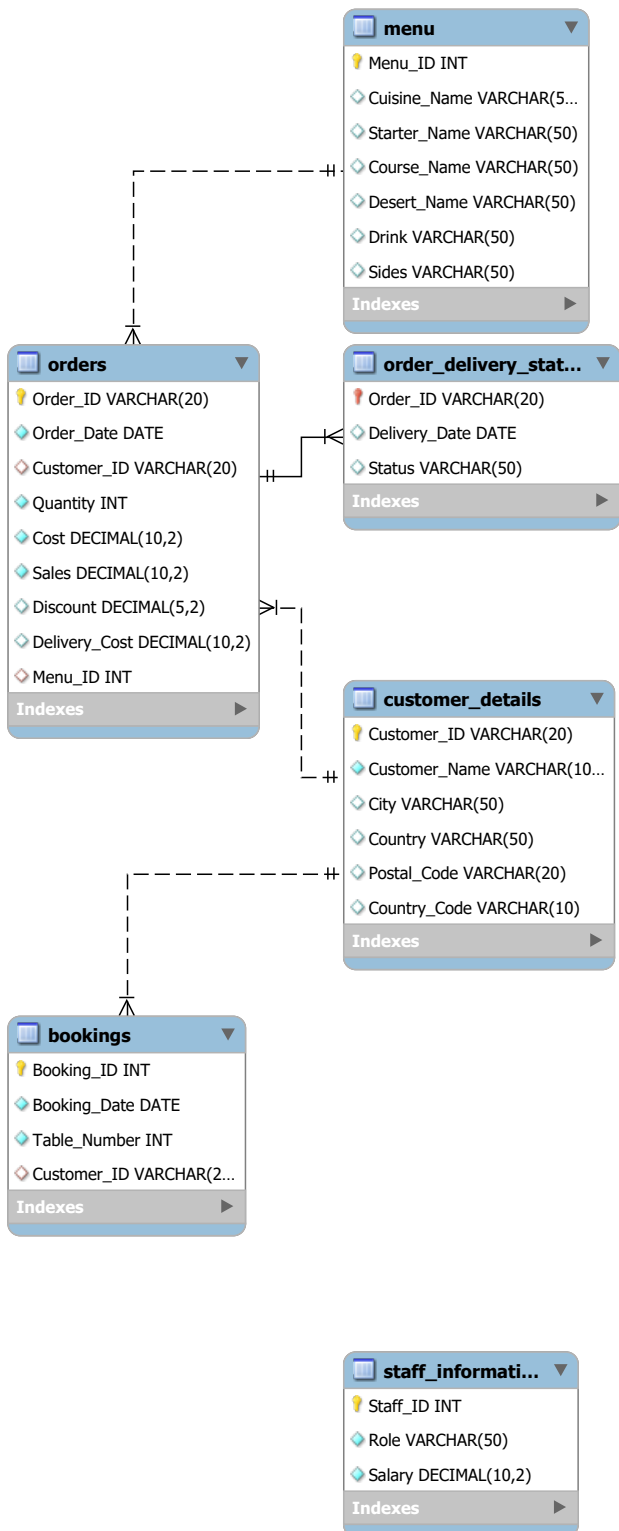 menu
Menu_ID INT
Cuisine_Name VARCHAR(5...
Starter_Name VARCHAR(50)
Course_Name VARCHAR(50)
Desert_Name VARCHAR(50)
Drink VARCHAR(50)
Sides VARCHAR(50)
Indexes
orders
Order_ID VARCHAR(20)
Order_Date DATE
Customer_ID VARCHAR(20)
Quantity INT
Cost DECIMAL(10,2)
Sales DECIMAL(10,2)
Discount DECIMAL(5,2)
Delivery_Cost DECIMAL(10,2)
Menu_ID INT
Indexes
order_delivery_stat...
Order_ID VARCHAR(20)
Delivery_Date DATE
Status VARCHAR(50)
Indexes
customer_details
Customer_ID VARCHAR(20)
Customer_Name VARCHAR(10...
City VARCHAR(50)
Country VARCHAR(50)
Postal_Code VARCHAR(20)
Country_Code VARCHAR(10)
Indexes
bookings
Booking_ID INT
Booking_Date DATE
Table_Number INT
Customer_ID VARCHAR(2...
Indexes
staff_informati...
Staff_ID INT
Role VARCHAR(50)
Salary DECIMAL(10,2)
Indexes